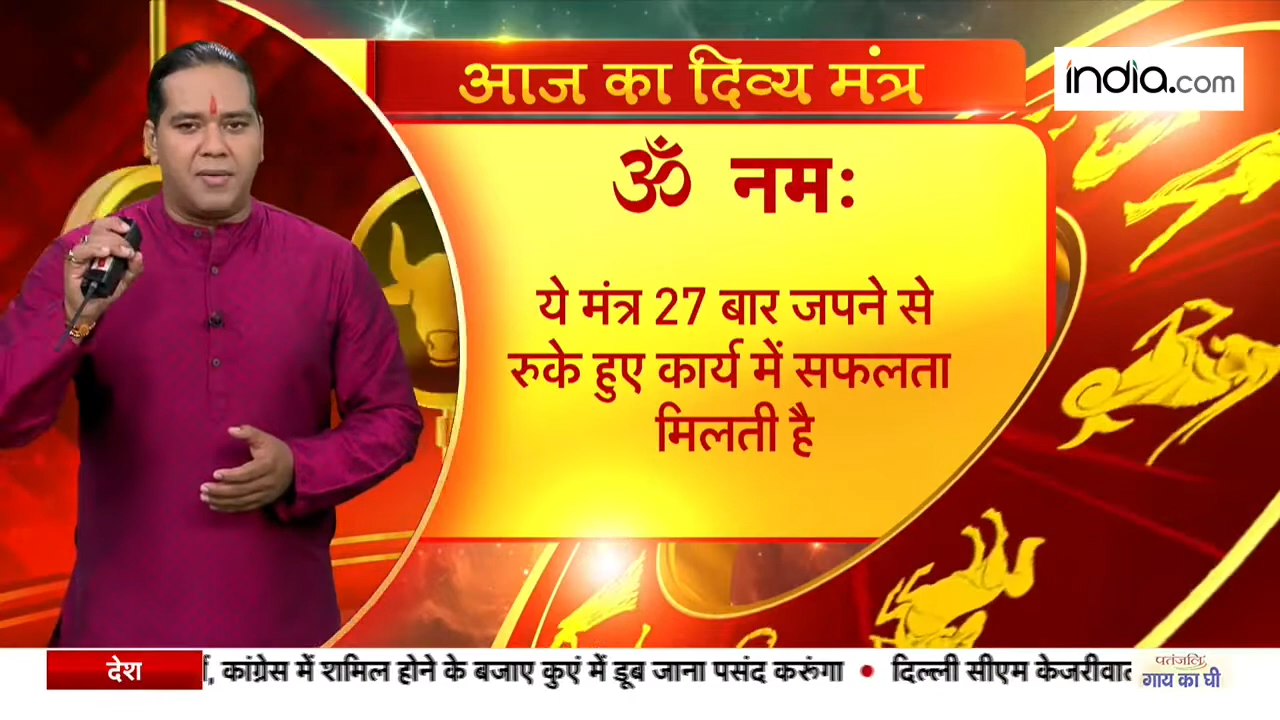 आज का दिव्य मंत्र
india.com
ॐ नमः
ये मंत्र 27 बार जपने से
रुके हुए कार्य में सफलता
मिलती है
देश
कांग्रेस में शामिल होने के बजाए कुएं में डूब जाना पसंद करूंगा • दिल्ली सीएम केजरीवाल
पतंजलि
गाय का घी